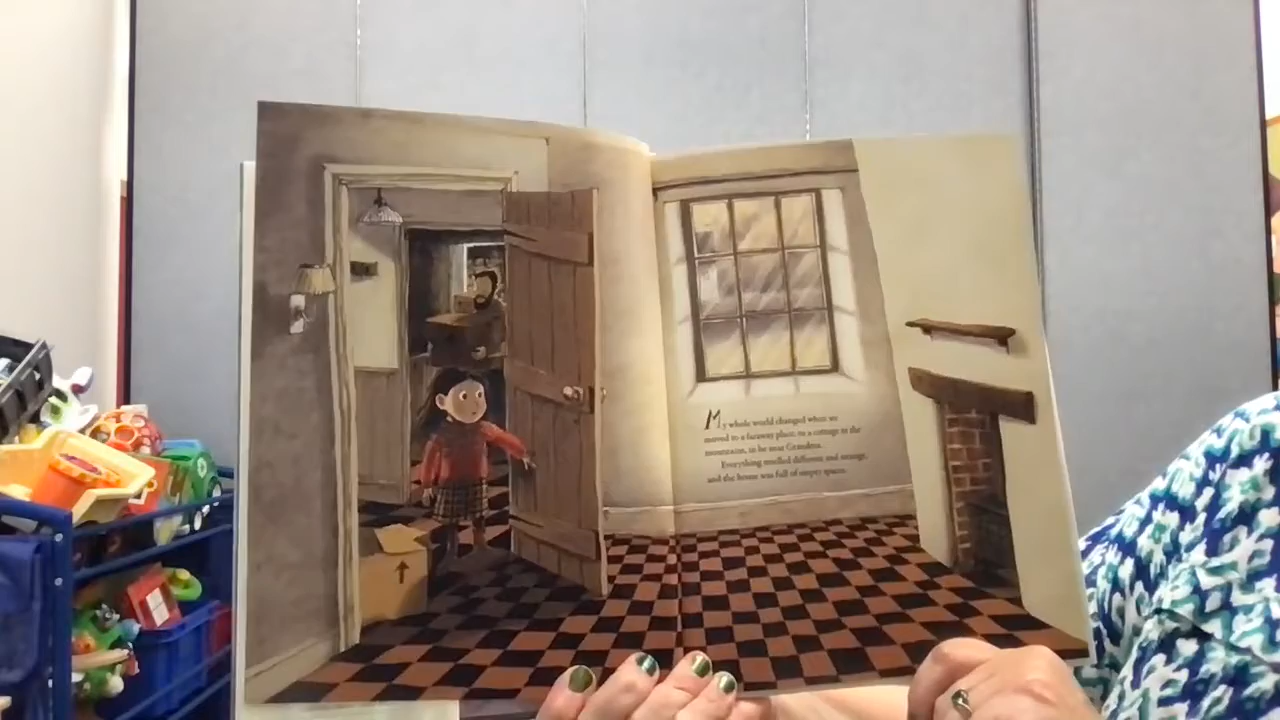 My whole world changed when we
moved to a faraway place, to a cottage in the
mountains, to be near Grandma.
Everything smelled different and strange,
and the house was full of empty spaces.